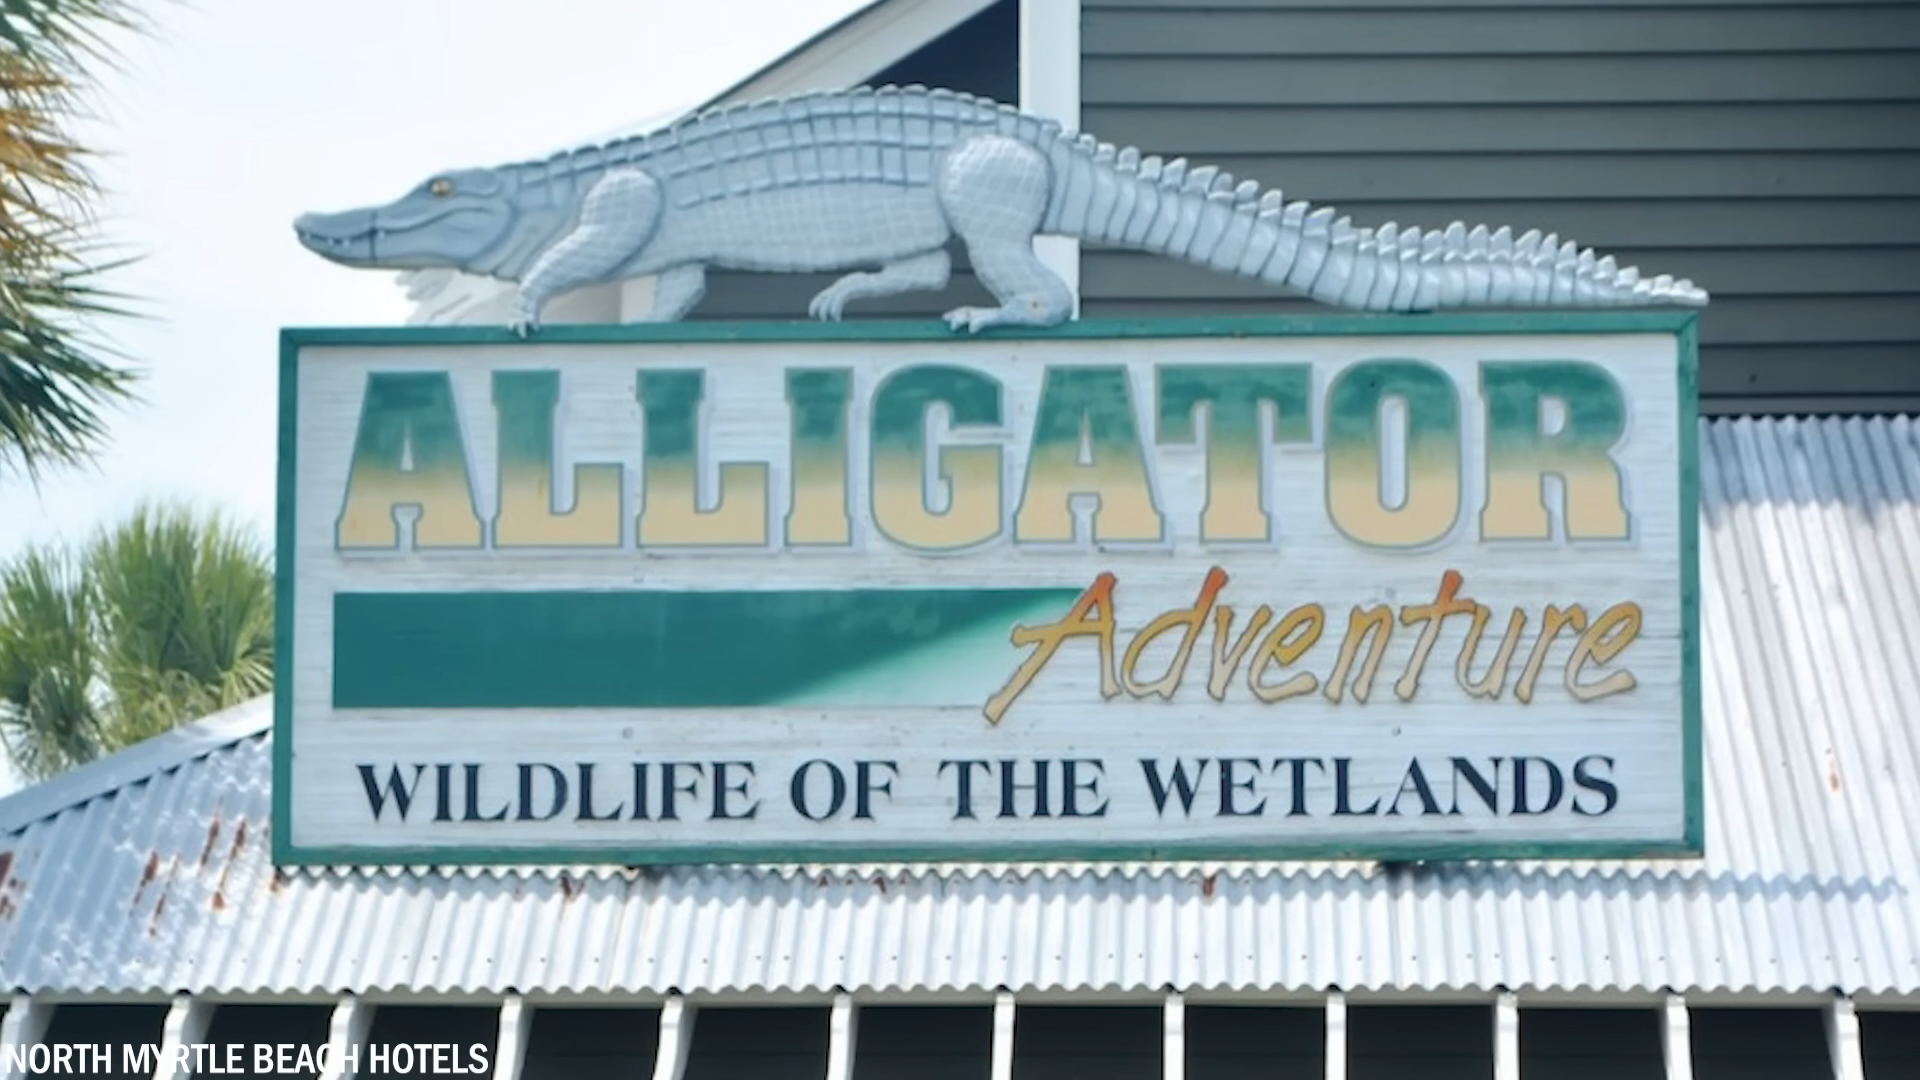 ALLIGATOR
Adventure
WILDLIFE OF THE WETLANDS
NORTH MYRTLE BEACH HOTELS